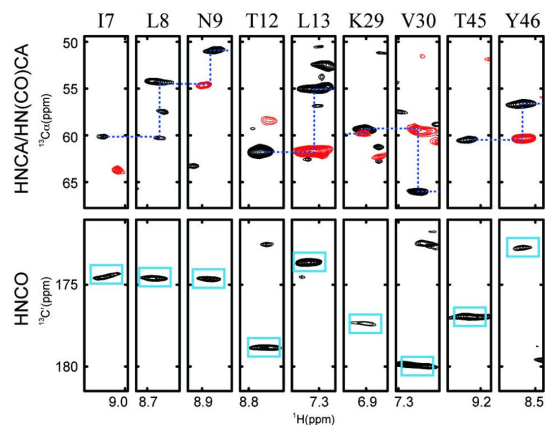 I7 L8 N9 T12 L13 K29 V30 T45 Y46
HNCA/HN(CO)CA
¹³Cα(ppm)
50
55
60
65
HNCO
¹³C'(ppm)
175
180
9.0 8.7 8.9 8.8 7.3 6.9 7.3 9.2 8.5
¹H(ppm)